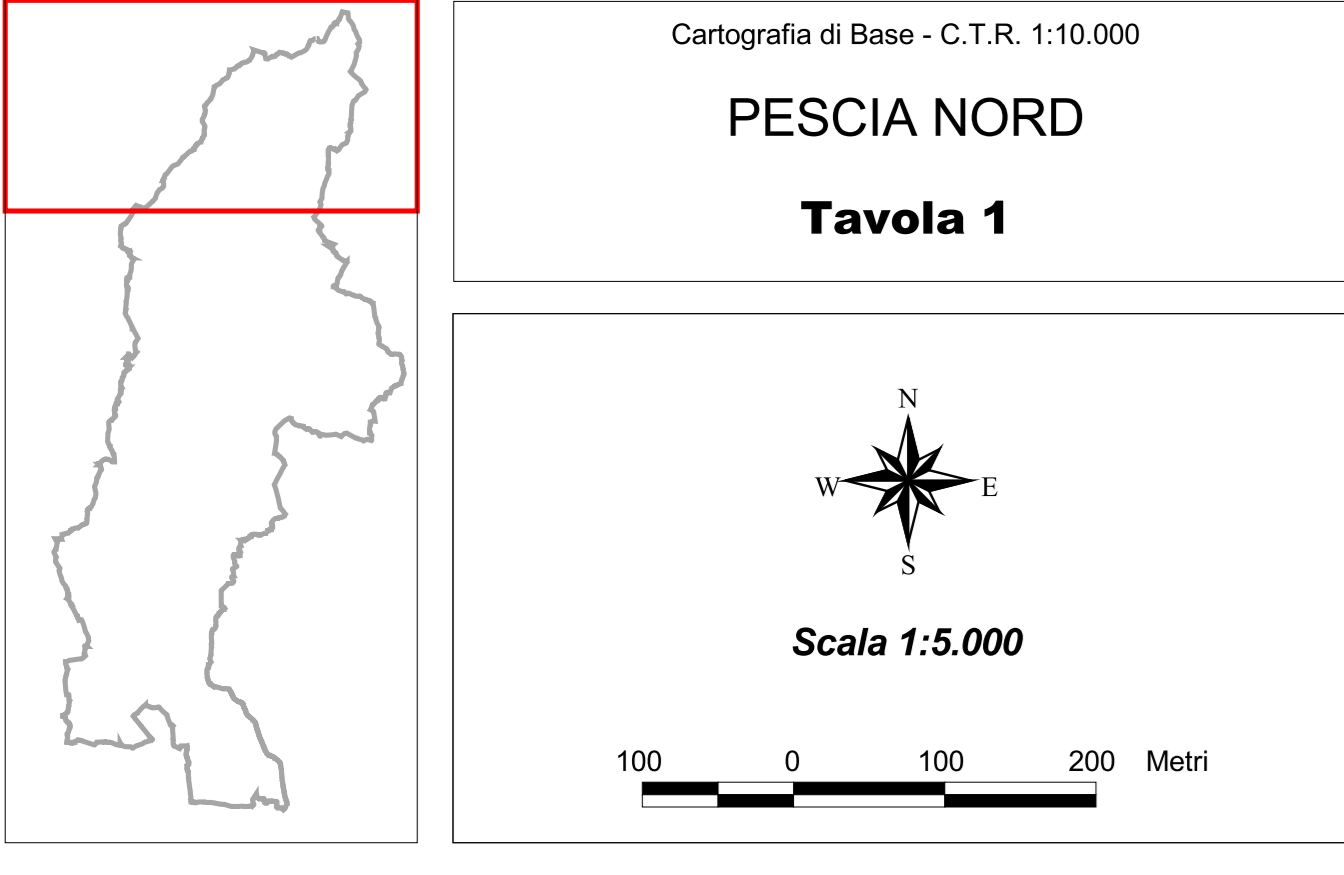 Cartografia di Base - C.T.R. 1:10.000
PESCIA NORD
Tavola 1
N
W E
S
Scala 1:5.000
100 0 100 200 Metri